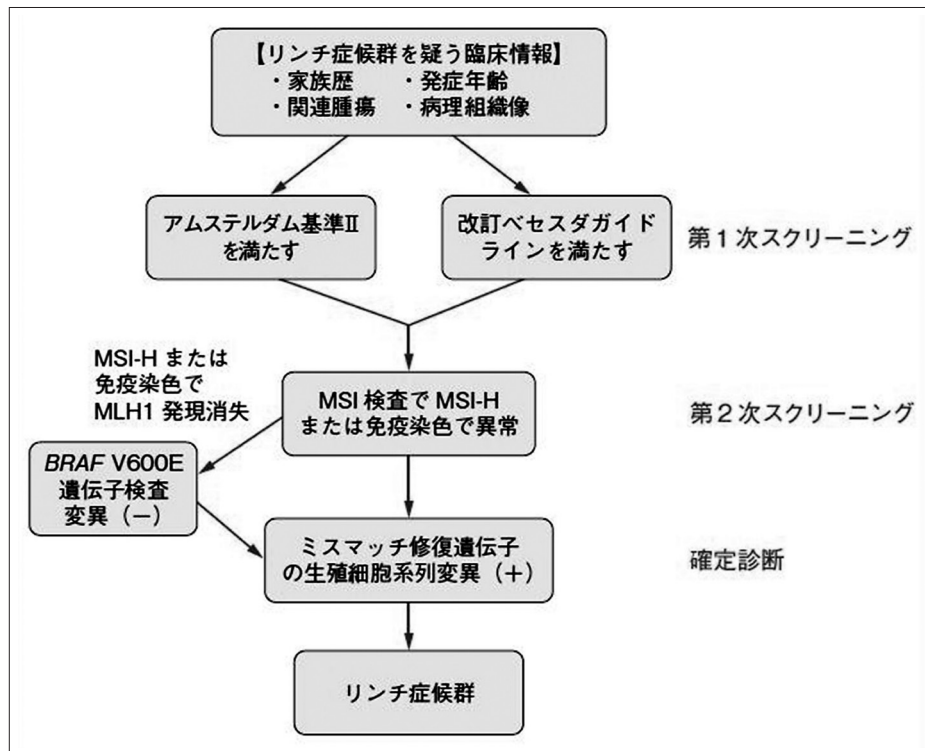 【リンチ症候群を疑う臨床情報】
・家族歴 ・発症年齢
・関連腫瘍 ・病理組織像
アムステルダム基準Ⅱ
を満たす
改訂ベセスダガイド
ラインを満たす
第1次スクリーニング
MSI-H または
免疫染色で
MLH1 発現消失
MSI 検査で MSI-H
または免疫染色で異常
第2次スクリーニング
BRAF V600E
遺伝子検査
変異（－）
ミスマッチ修復遺伝子
の生殖細胞系列変異（＋）
確定診断
リンチ症候群